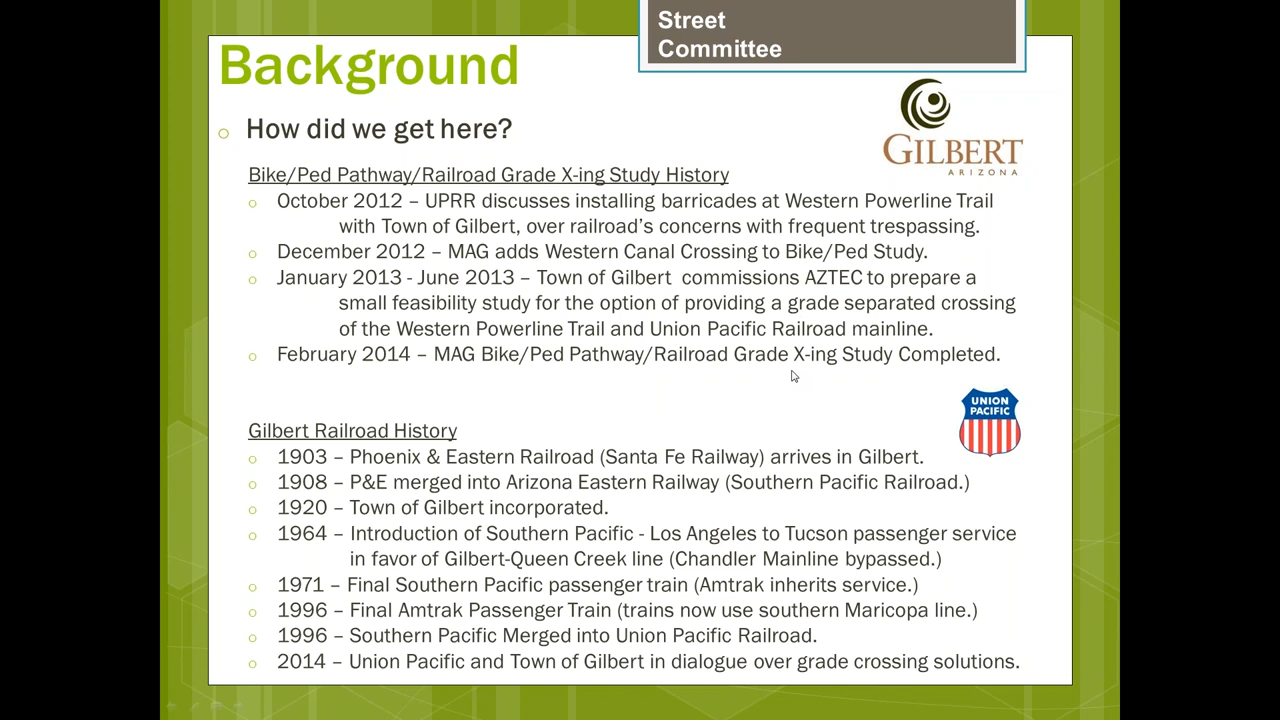 Street
Committee
Background
GILBERT
ARIZONA
How did we get here?
Bike/Ped Pathway/Railroad Grade X-ing Study History
October 2012 – UPRR discusses installing barricades at Western Powerline Trail
with Town of Gilbert, over railroad's concerns with frequent trespassing.
December 2012 – MAG adds Western Canal Crossing to Bike/Ped Study.
January 2013 - June 2013 – Town of Gilbert commissions AZTEC to prepare a
small feasibility study for the option of providing a grade separated crossing
of the Western Powerline Trail and Union Pacific Railroad mainline.
February 2014 – MAG Bike/Ped Pathway/Railroad Grade X-ing Study Completed.
UNION
PACIFIC
Gilbert Railroad History
1903 – Phoenix & Eastern Railroad (Santa Fe Railway) arrives in Gilbert.
1908 – P&E merged into Arizona Eastern Railway (Southern Pacific Railroad.)
1920 – Town of Gilbert incorporated.
1964 – Introduction of Southern Pacific - Los Angeles to Tucson passenger service
in favor of Gilbert-Queen Creek line (Chandler Mainline bypassed.)
1971 – Final Southern Pacific passenger train (Amtrak inherits service.)
1996 – Final Amtrak Passenger Train (trains now use southern Maricopa line.)
1996 – Southern Pacific Merged into Union Pacific Railroad.
2014 – Union Pacific and Town of Gilbert in dialogue over grade crossing solutions.